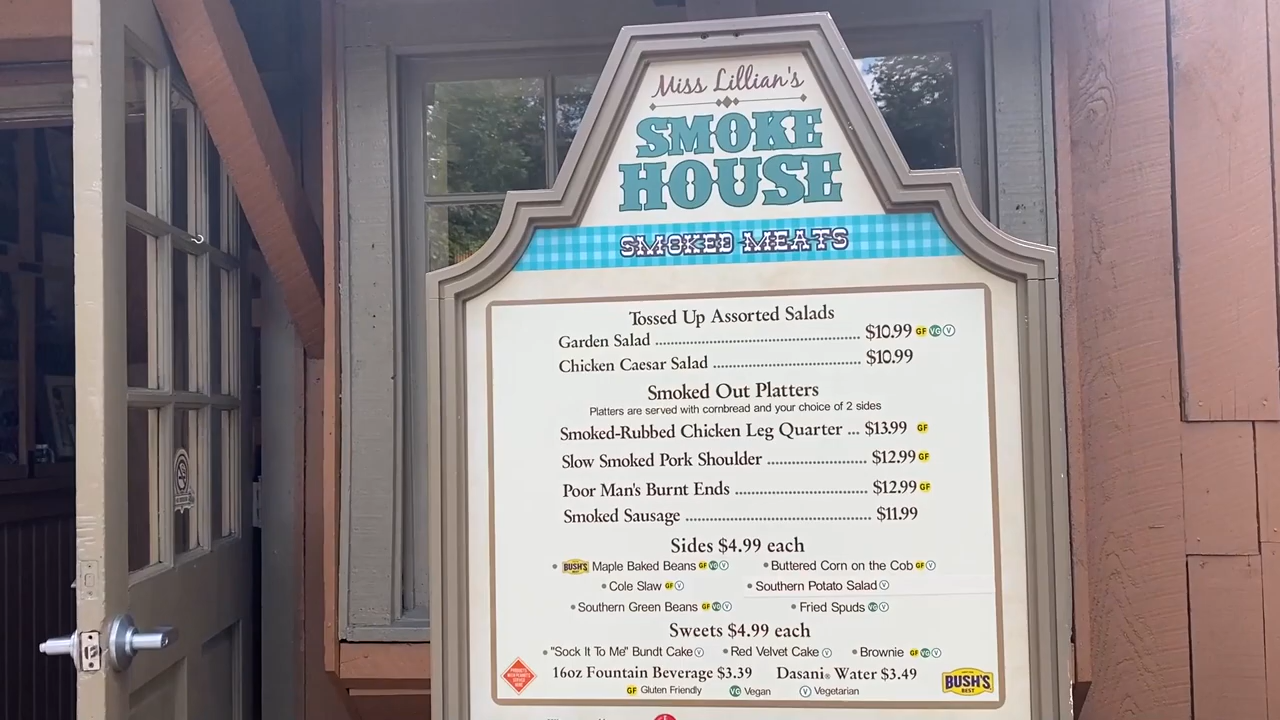 Miss Lillian's
SMOKE
HOUSE
SMOKED MEATS
Tossed Up Assorted Salads
Garden Salad ........................ $10.99 GF VG V
Chicken Caesar Salad ........................ $10.99
Smoked Out Platters
Platters are served with cornbread and your choice of 2 sides
Smoked-Rubbed Chicken Leg Quarter ... $13.99 GF
Slow Smoked Pork Shoulder ........................ $12.99 GF
Poor Man's Burnt Ends ........................ $12.99 GF
Smoked Sausage ........................ $11.99
Sides $4.99 each
• BUSH'S Maple Baked Beans GF VG V • Buttered Corn on the Cob GF V
• Cole Slaw GF V • Southern Potato Salad V
• Southern Green Beans GF VG V • Fried Spuds VG V
Sweets $4.99 each
• "Sock It To Me" Bundt Cake V • Red Velvet Cake V • Brownie GF VG V
16oz Fountain Beverage $3.39 Dasani® Water $3.49
GF Gluten Friendly VG Vegan V Vegetarian
BUSH'S
BEST